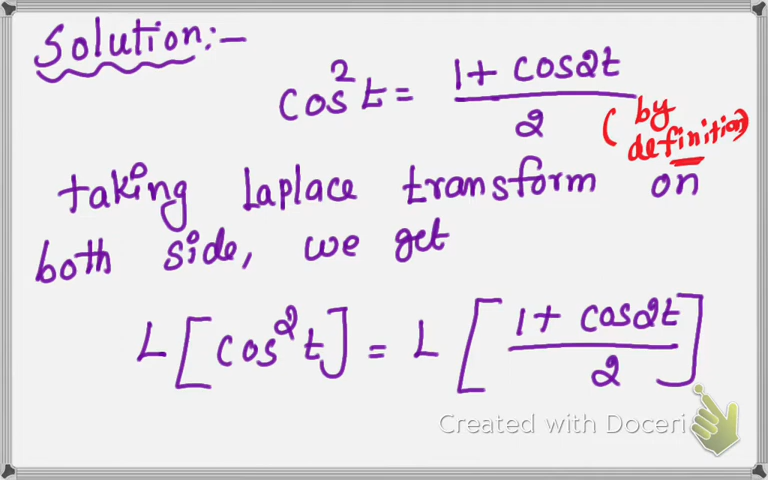 Solution:-
cos²t = 1 + cos2t / 2 (by definition)
taking Laplace transform on
both side, we get
L[cos²t] = L[1 + cos2t / 2]
Created with Doceri